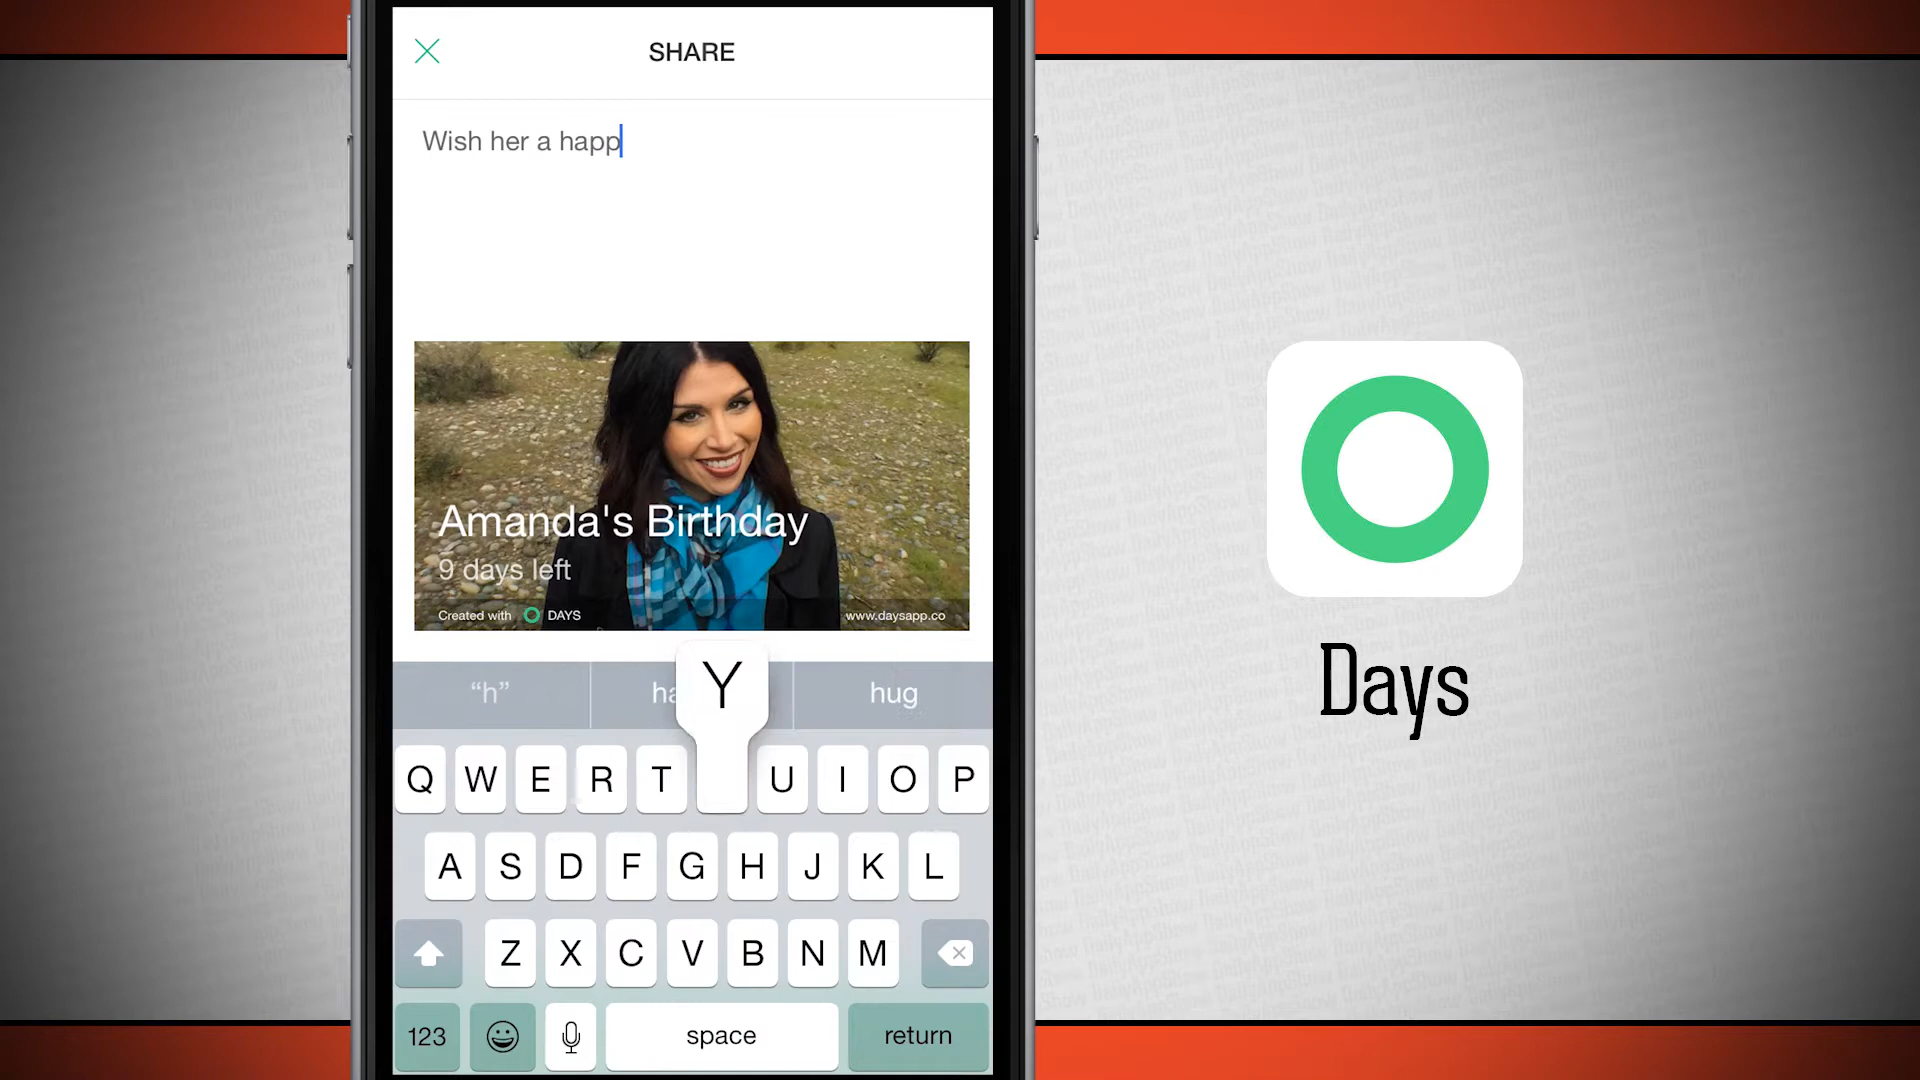 SHARE
Wish her a happ
Amanda's Birthday
9 days left
Created with DAYS www.daysapp.co
“h” ha hug
Y
Q W E R T U I O P
A S D F G H J K L
Z X C V B N M
123 space return
Days